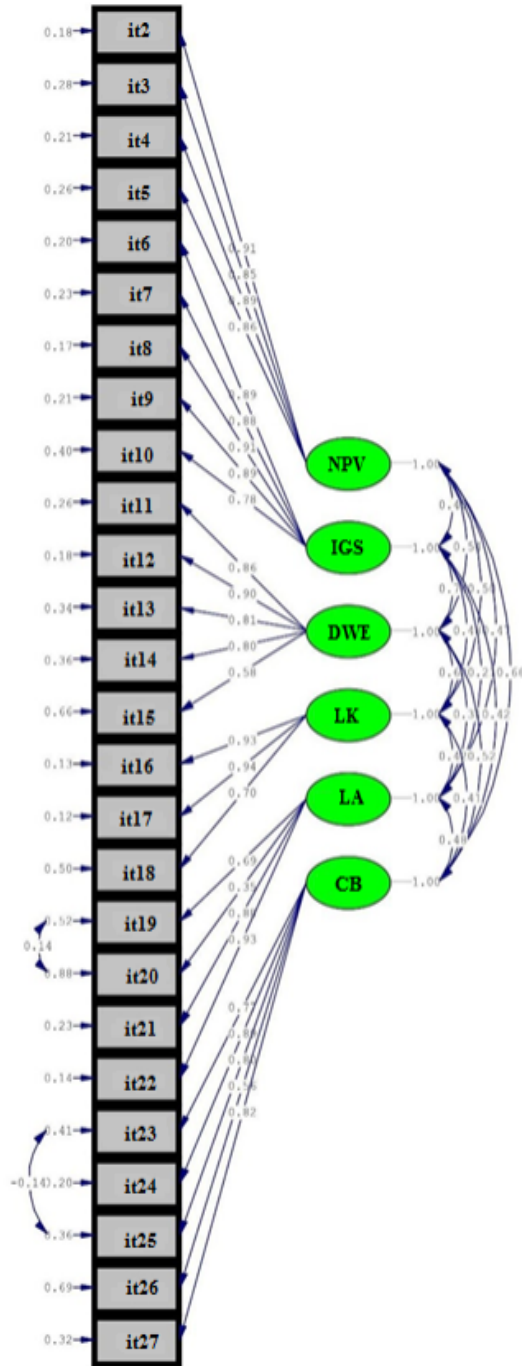 0.18 it2
0.28 it3
0.21 it4
0.26 it5
0.20 it6
0.23 it7
0.17 it8
0.21 it9
0.40 it10
0.26 it11
0.18 it12
0.34 it13
0.36 it14
0.66 it15
0.13 it16
0.12 it17
0.50 it18
0.52 it19
0.14
0.88 it20
0.23 it21
0.14 it22
0.41 it23
-0.14 it24
0.36 it25
0.69 it26
0.32 it27
0.91
0.85
0.89
0.86
0.89
0.88
0.91
0.89
0.78
0.86
0.90
0.81
0.80
0.58
0.93
0.94
0.70
0.69
0.35
0.88
0.93
0.56
0.82
NPV 1.00
IGS 1.00
DWE 1.00
LK 1.00
LA 1.00
CB 1.00
0.42
0.52